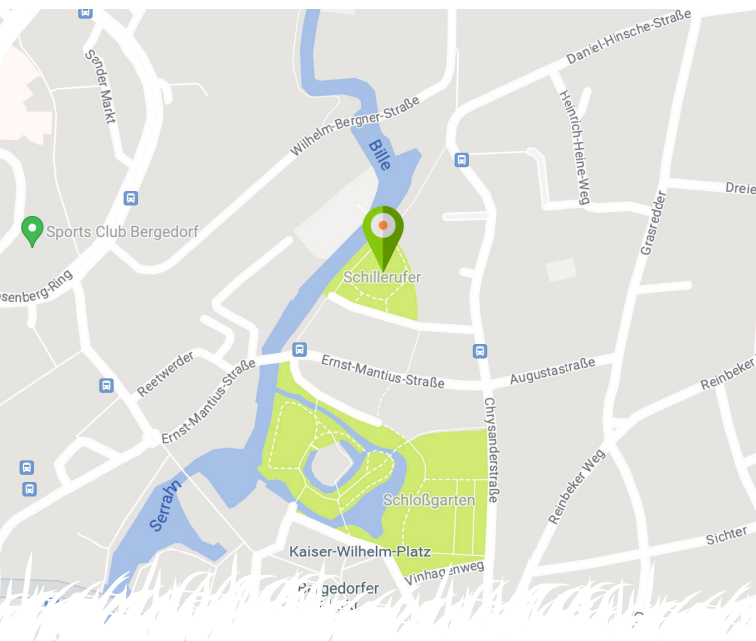 Daniel-Hinsche-Straße
Sander Markt
Heinrich-Heine-Weg
Wilhelm-Bergner-Straße
Bille
Grasredder
Sports Club Bergedorf
Schillerufer
Ernst-Mantius-Straße
Augustastraße
Reetwerder
Ernst-Mantius-Straße
Reinbeker
Chrysanderstraße
Reinbeker Weg
Serrahn
Schloßgarten
Sichter
Kaiser-Wilhelm-Platz
Vinhagenweg
Bergedorfer